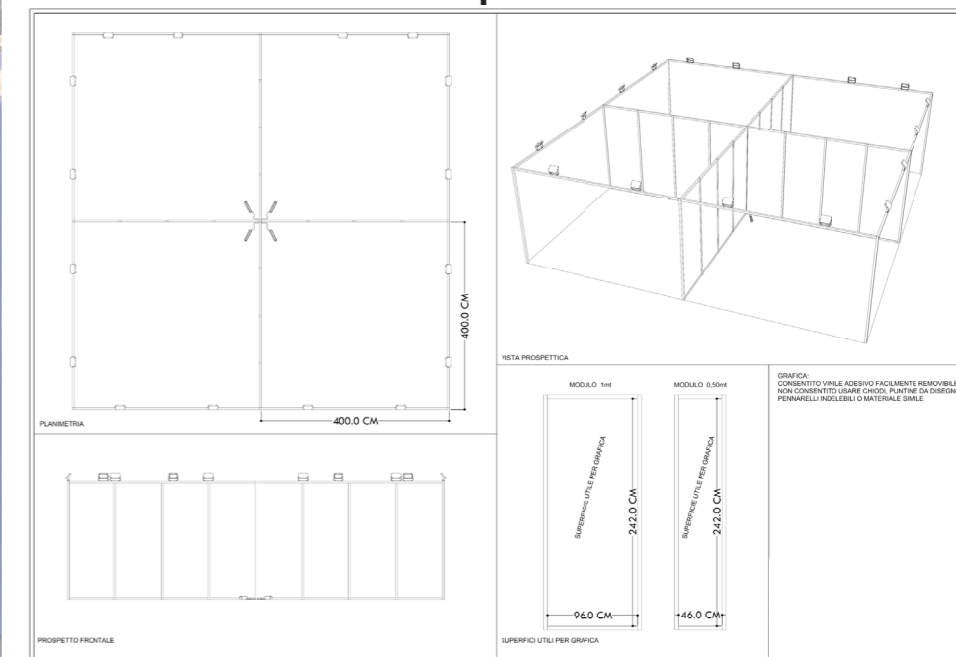 400.0 CM
400.0 CM
PLANIMETRIA
VISTA PROSPETTICA
PROSPETTO FRONTALE
MODULO 1mt
MODULO 0,50mt
SUPERFICIE UTILE PER GRAFICA
242.0 CM
96.0 CM
SUPERFICIE UTILE PER GRAFICA
242.0 CM
46.0 CM
SUPERFICI UTILI PER GRAFICA
GRAFICA:
CONSENTITO VINILE ADESIVO FACILMENTE REMOVIBILE
NON CONSENTITO USARE CHIODI, PUNTINE DA DISEGNO
PENNARELLI INDELEBILI O MATERIALE SIMILE